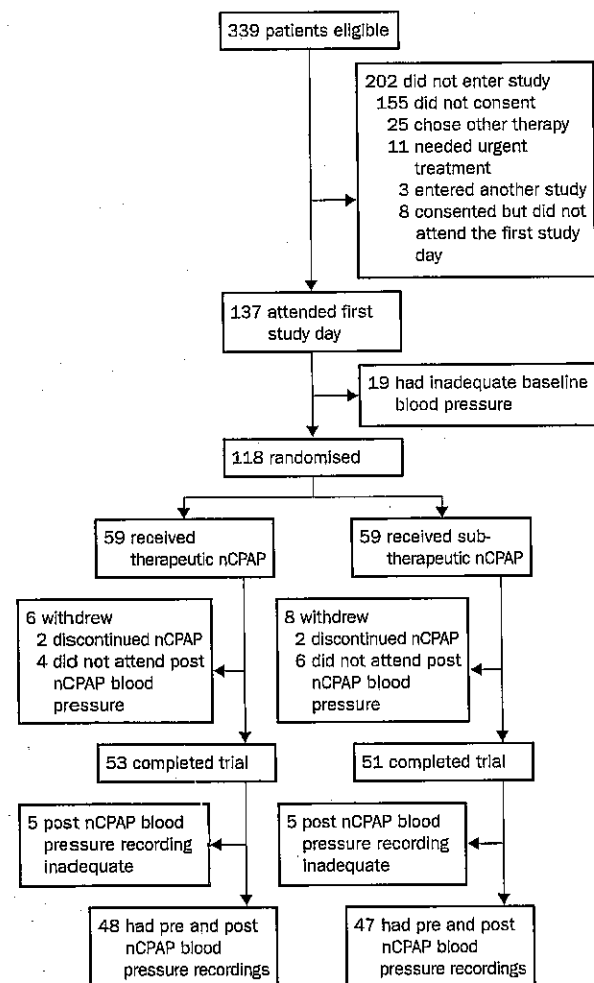 339 patients eligible
202 did not enter study
155 did not consent
25 chose other therapy
11 needed urgent
treatment
3 entered another study
8 consented but did not
attend the first study
day
137 attended first
study day
19 had inadequate baseline
blood pressure
118 randomised
59 received
therapeutic nCPAP
59 received sub-
therapeutic nCPAP
6 withdrew
2 discontinued nCPAP
4 did not attend post
nCPAP blood
pressure
8 withdrew
2 discontinued nCPAP
6 did not attend post
nCPAP blood
pressure
53 completed trial
51 completed trial
5 post nCPAP blood
pressure recording
inadequate
5 post nCPAP blood
pressure recording
inadequate
48 had pre and post
nCPAP blood
pressure recordings
47 had pre and post
nCPAP blood
pressure recordings